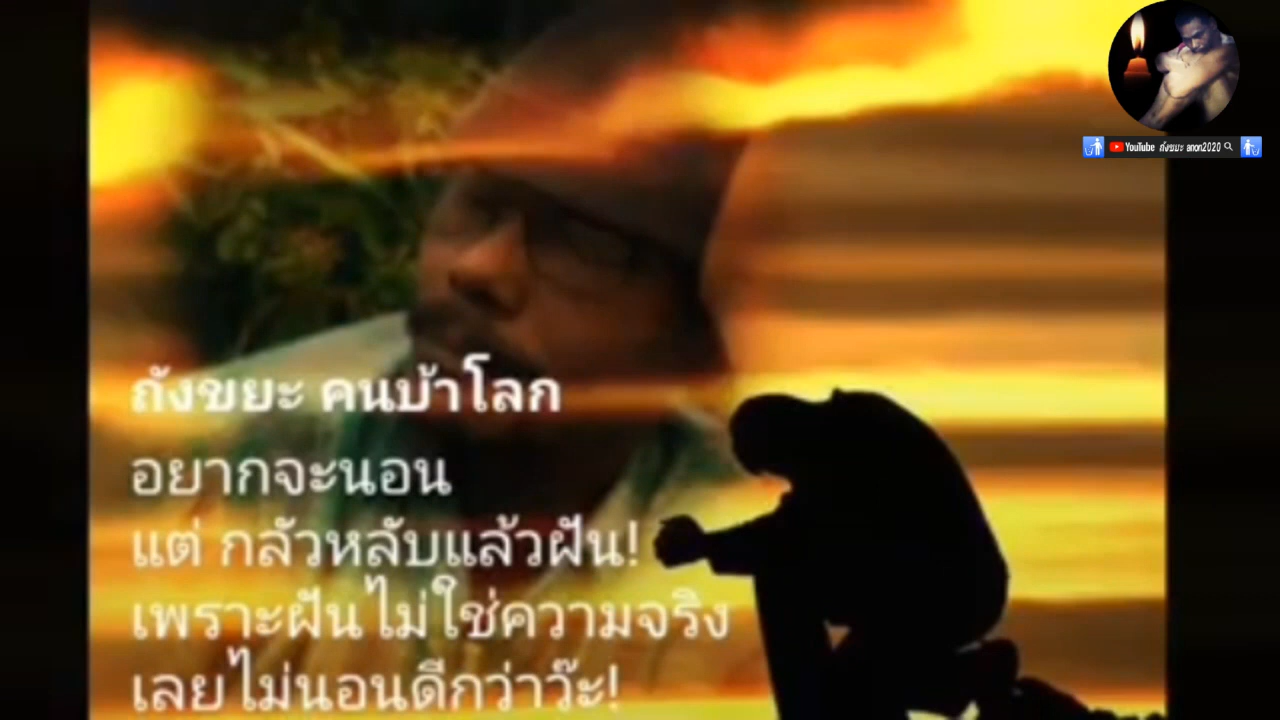 YouTube ถังขยะ anon2020
ถังขยะ คนบ้าโลก
อยากจะนอน
แต่ กลัวหลับแล้วฝัน!
เพราะฝันไม่ใช่ความจริง
เลยไม่นอนดีกว่าว๊ะ!